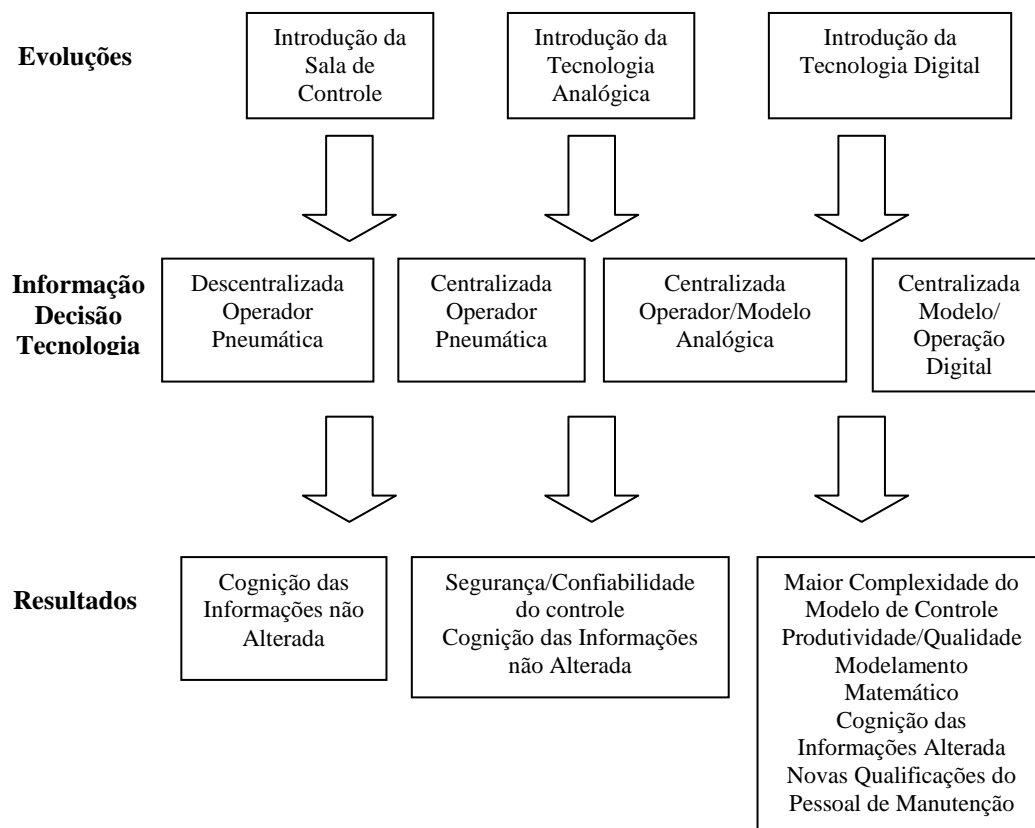 Evoluções
Introdução da
Sala de
Controle
Introdução da
Tecnologia
Analógica
Introdução da
Tecnologia Digital
Informação
Decisão
Tecnologia
Descentralizada
Operador
Pneumática
Centralizada
Operador
Pneumática
Centralizada
Operador/Modelo
Analógica
Centralizada
Modelo/
Operação
Digital
Resultados
Cognição das
Informações não
Alterada
Segurança/Confiabilidade
do controle
Cognição das Informações
não Alterada
Maior Complexidade do
Modelo de Controle
Produtividade/Qualidade
Modelamento
Matemático
Cognição das
Informações Alterada
Novas Qualificações do
Pessoal de Manutenção